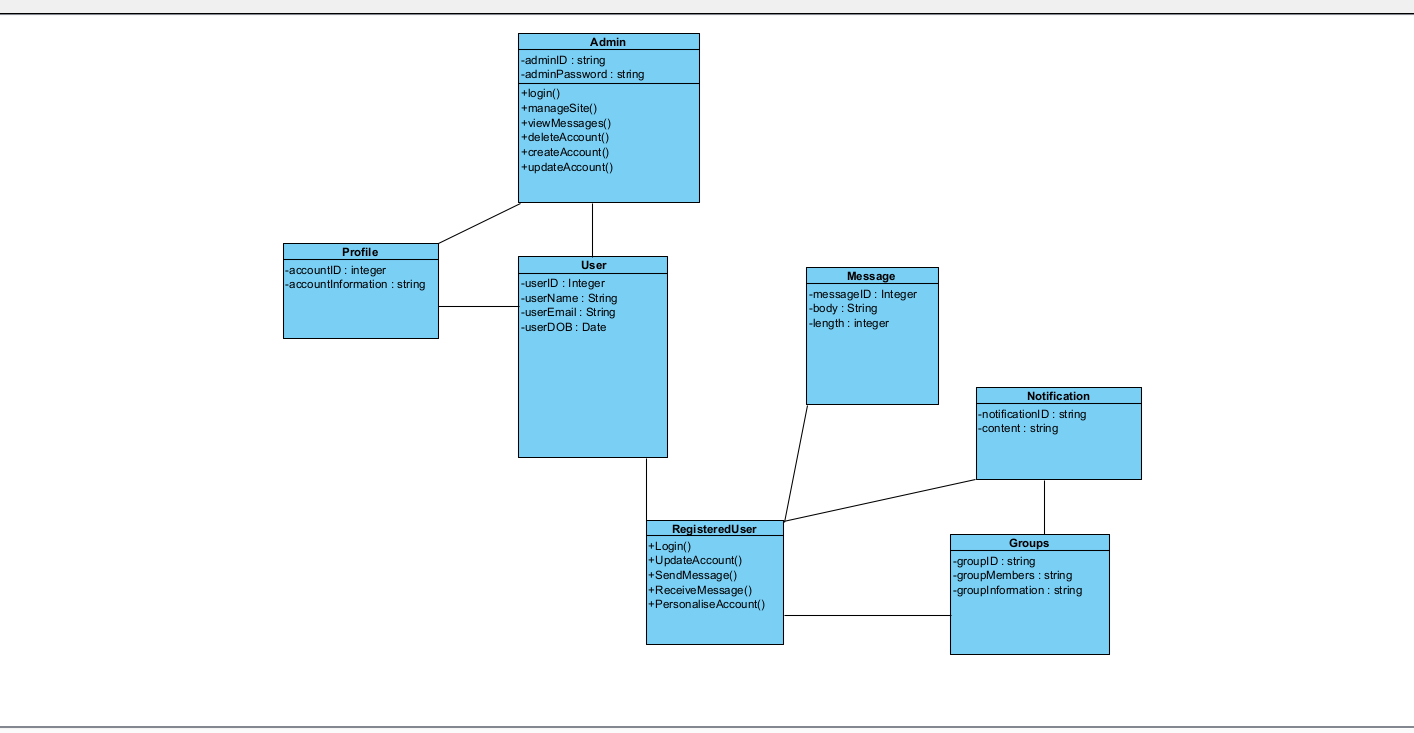 Admin
-adminID : string
-adminPassword : string
+login()
+manageSite()
+viewMessages()
+deleteAccount()
+createAccount()
+updateAccount()
Profile
-accountID : integer
-accountInformation : string
User
-userID : Integer
-userName : String
-userEmail : String
-userDOB : Date
Message
-messageID : Integer
-body : String
-length : integer
Notification
-notificationID : string
-content : string
RegisteredUser
+Login()
+UpdateAccount()
+SendMessage()
+ReceiveMessage()
+PersonaliseAccount()
Groups
-groupID : string
-groupMembers : string
-groupInformation : string